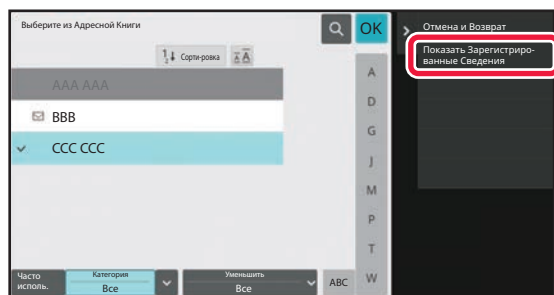 Выберите из Адресной Книги
OK
Отмена и Возврат
Показать Зарегистриро-
ванные Сведения
1↓ Сорти-ровка
A A
AAA AAA
BBB
CCC CCC
A
D
G
J
M
P
T
W
Часто
исполь.
Категория
Все
Уменьшить
Все
ABC